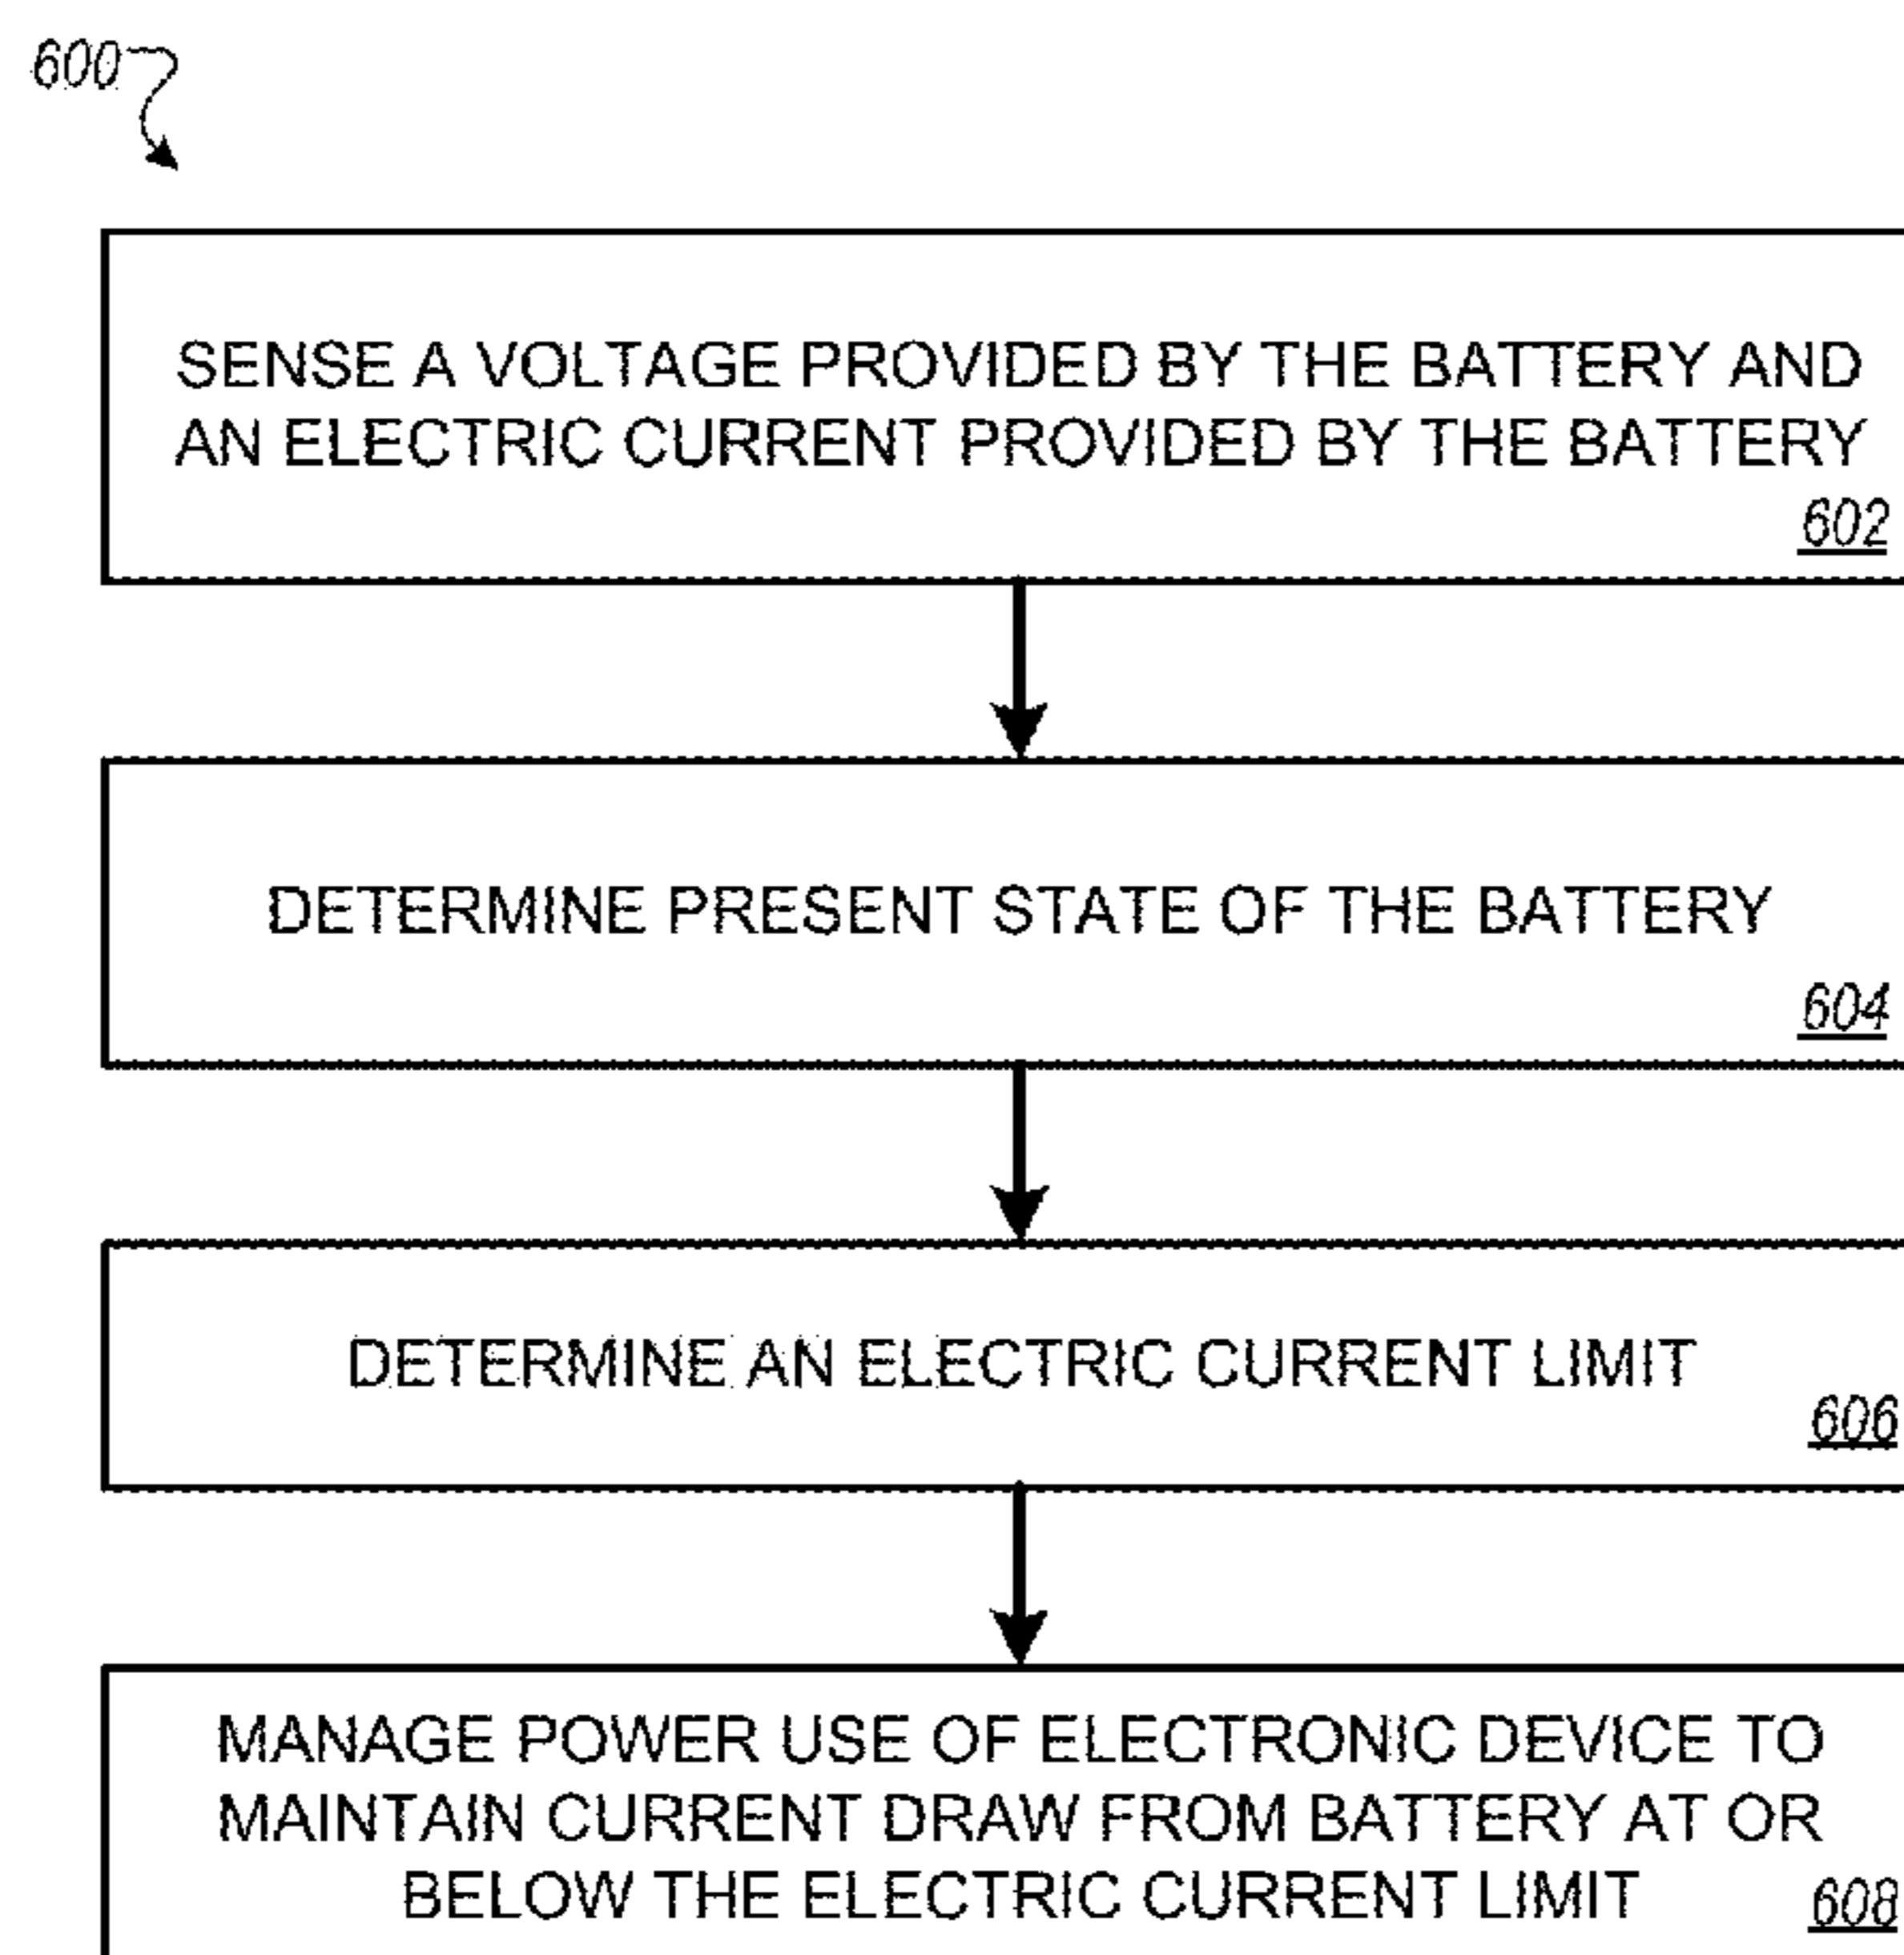 600
SENSE A VOLTAGE PROVIDED BY THE BATTERY AND
AN ELECTRIC CURRENT PROVIDED BY THE BATTERY
602
DETERMINE PRESENT STATE OF THE BATTERY
604
DETERMINE AN ELECTRIC CURRENT LIMIT
606
MANAGE POWER USE OF ELECTRONIC DEVICE TO
MAINTAIN CURRENT DRAW FROM BATTERY AT OR
BELOW THE ELECTRIC CURRENT LIMIT
608